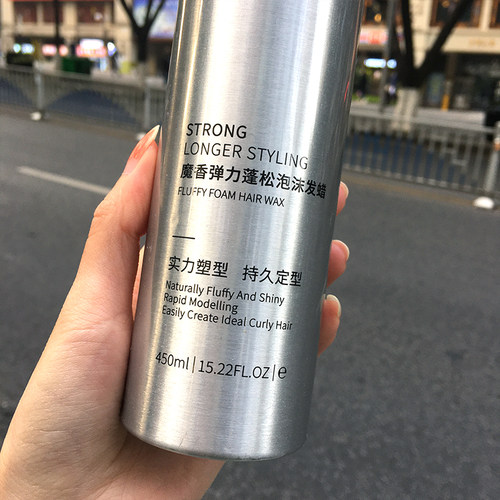 STRONG
LONGER STYLING
魔香弹力蓬松泡沫发蜡
FLUFFY FOAM HAIR WAX
实力塑型 持久定型
Naturally Fluffy And Shiny
Rapid Modelling
Easily Create Ideal Curly Hair
450ml|15.22FL.OZ|e